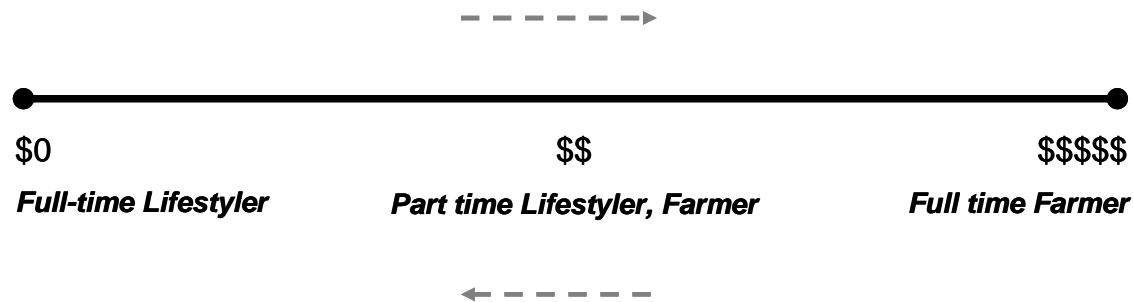 $0 $$ $$$$$
Full-time Lifestyler Part time Lifestyler, Farmer Full time Farmer